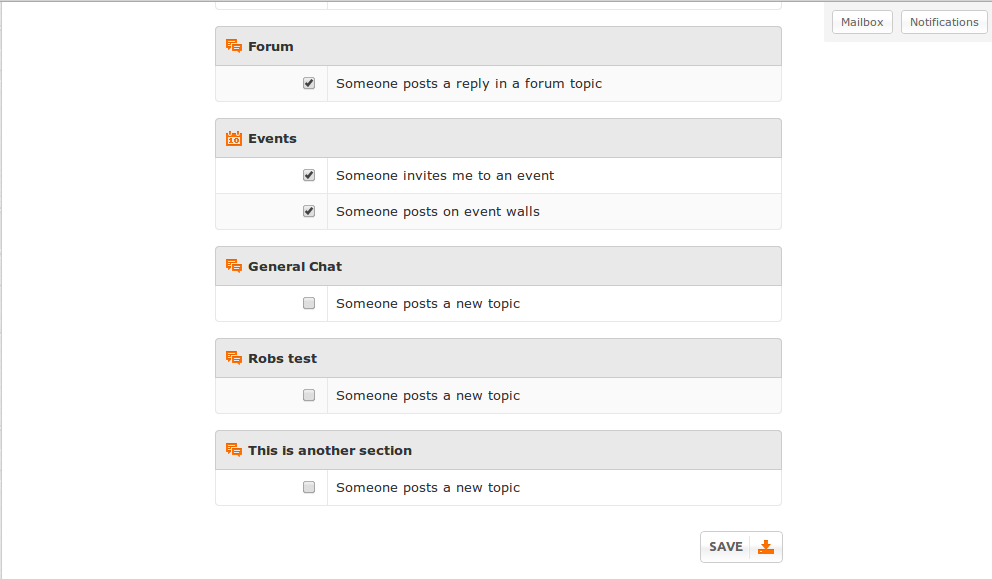 Mailbox
Notifications
Forum
Someone posts a reply in a forum topic
Events
Someone invites me to an event
Someone posts on event walls
General Chat
Someone posts a new topic
Robs test
Someone posts a new topic
This is another section
Someone posts a new topic
SAVE